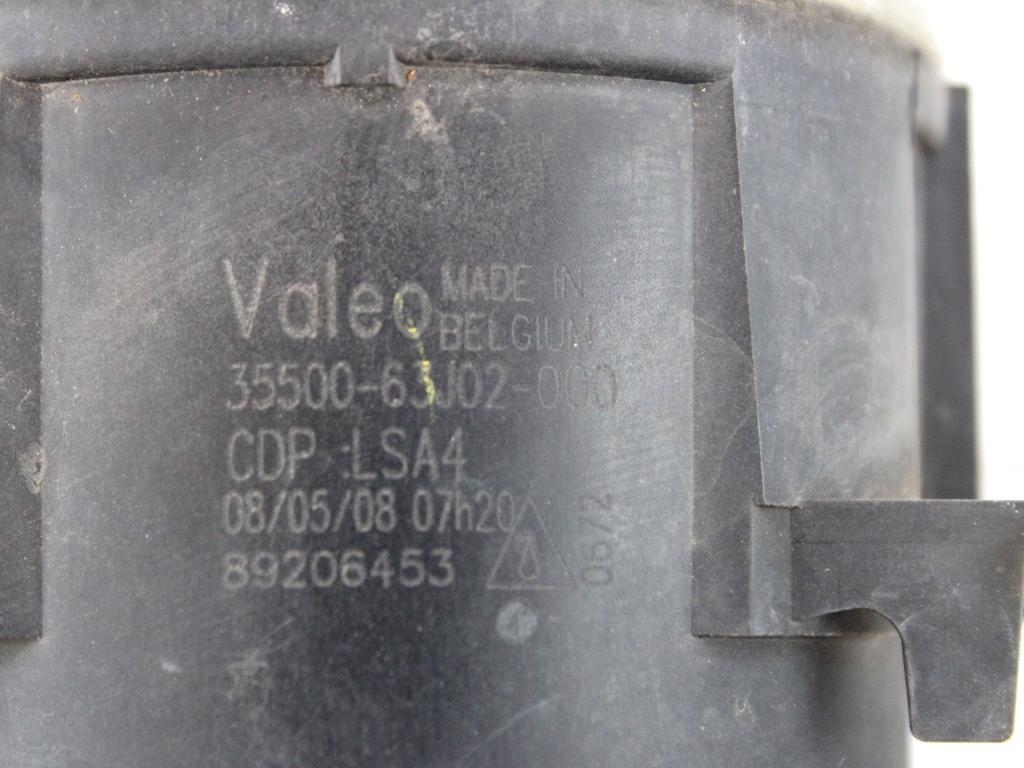 Valeo MADE IN
BELGIUM
35500-63J02-000
CDP :LSA4
08/05/08 07h20
89206453
0672